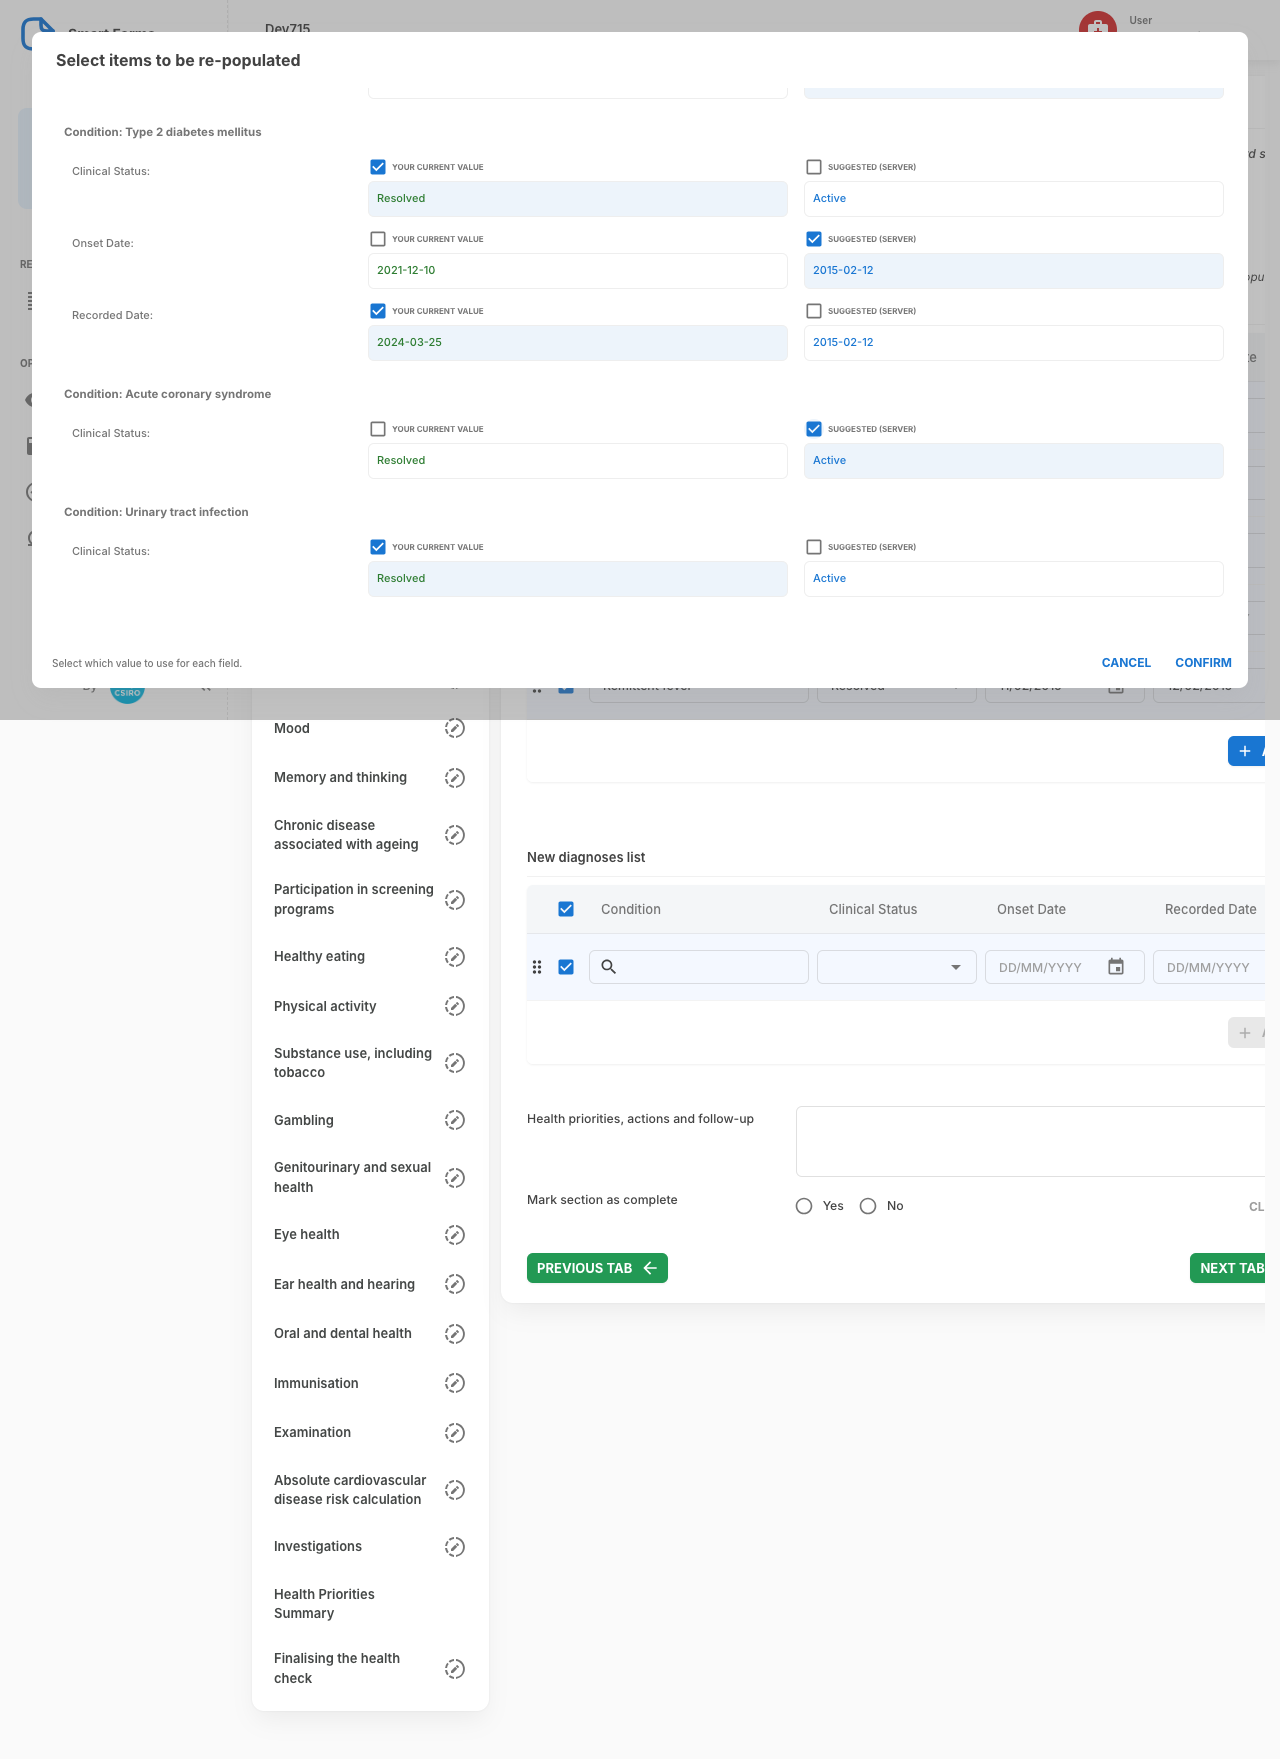 Dev715
User
Select items to be re-populated
Condition: Type 2 diabetes mellitus
Clinical Status:
YOUR CURRENT VALUE
SUGGESTED (SERVER)
Resolved
Active
Onset Date:
YOUR CURRENT VALUE
SUGGESTED (SERVER)
2021-12-10
2015-02-12
Recorded Date:
YOUR CURRENT VALUE
SUGGESTED (SERVER)
2024-03-25
2015-02-12
Condition: Acute coronary syndrome
Clinical Status:
YOUR CURRENT VALUE
SUGGESTED (SERVER)
Resolved
Active
Condition: Urinary tract infection
Clinical Status:
YOUR CURRENT VALUE
SUGGESTED (SERVER)
Resolved
Active
Select which value to use for each field.
CANCEL
CONFIRM
By
CSIRO
Mood
Memory and thinking
Chronic disease
associated with ageing
Participation in screening
programs
Healthy eating
Physical activity
Substance use, including
tobacco
Gambling
Genitourinary and sexual
health
Eye health
Ear health and hearing
Oral and dental health
Immunisation
Examination
Absolute cardiovascular
disease risk calculation
Investigations
Health Priorities
Summary
Finalising the health
check
New diagnoses list
Condition
Clinical Status
Onset Date
Recorded Date
DD/MM/YYYY
DD/MM/YYYY
Health priorities, actions and follow-up
Mark section as complete
Yes
No
CL
PREVIOUS TAB
NEXT TAB